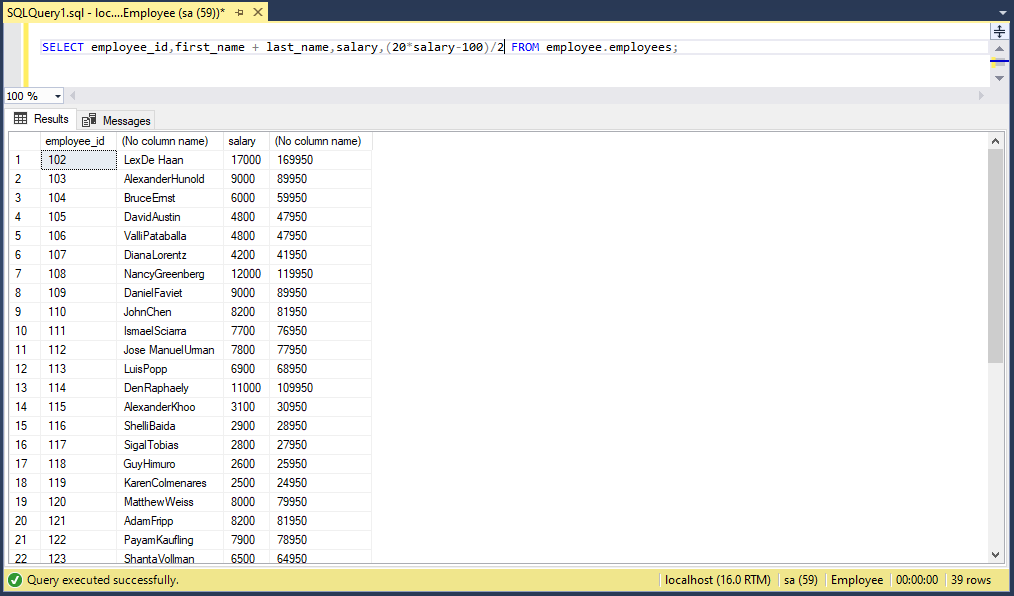 SQLQuery1.sql - loc....Employee (sa (59))*
SELECT employee_id,first_name + last_name,salary,(20*salary-100)/2 FROM employee.employees;
100 %
Results Messages
employee_id (No column name) salary (No column name)
1 102 LexDe Haan 17000 169950
2 103 AlexanderHunold 9000 89950
3 104 BruceErnst 6000 59950
4 105 DavidAustin 4800 47950
5 106 ValliPataballa 4800 47950
6 107 DianaLorentz 4200 41950
7 108 NancyGreenberg 12000 119950
8 109 DanielFaviet 9000 89950
9 110 JohnChen 8200 81950
10 111 IsmaelSciarra 7700 76950
11 112 Jose ManuelUrman 7800 77950
12 113 LuisPopp 6900 68950
13 114 DenRaphaely 11000 109950
14 115 AlexanderKhoo 3100 30950
15 116 ShelliBaida 2900 28950
16 117 SigalTobias 2800 27950
17 118 GuyHimuro 2600 25950
18 119 KarenColmenares 2500 24950
19 120 MatthewWeiss 8000 79950
20 121 AdamFripp 8200 81950
21 122 PayamKaufling 7900 78950
22 123 ShantaVollman 6500 64950
Query executed successfully. localhost (16.0 RTM) sa (59) Employee 00:00:00 39 rows